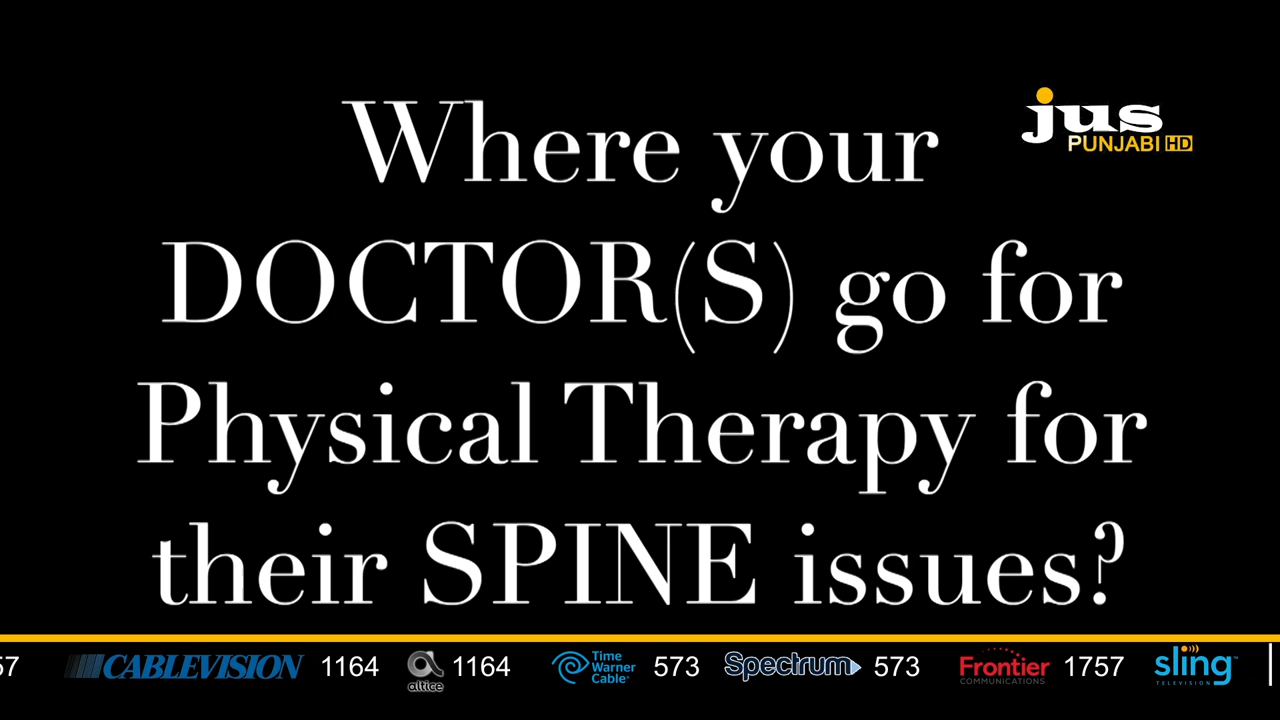 Where your
DOCTOR(S) go for
Physical Therapy for
their SPINE issues?
jus
PUNJABI HD
57 CABLEVISION 1164 altice 1164 Time Warner Cable 573 Spectrum 573 Frontier COMMUNICATIONS 1757 sling TELEVISION